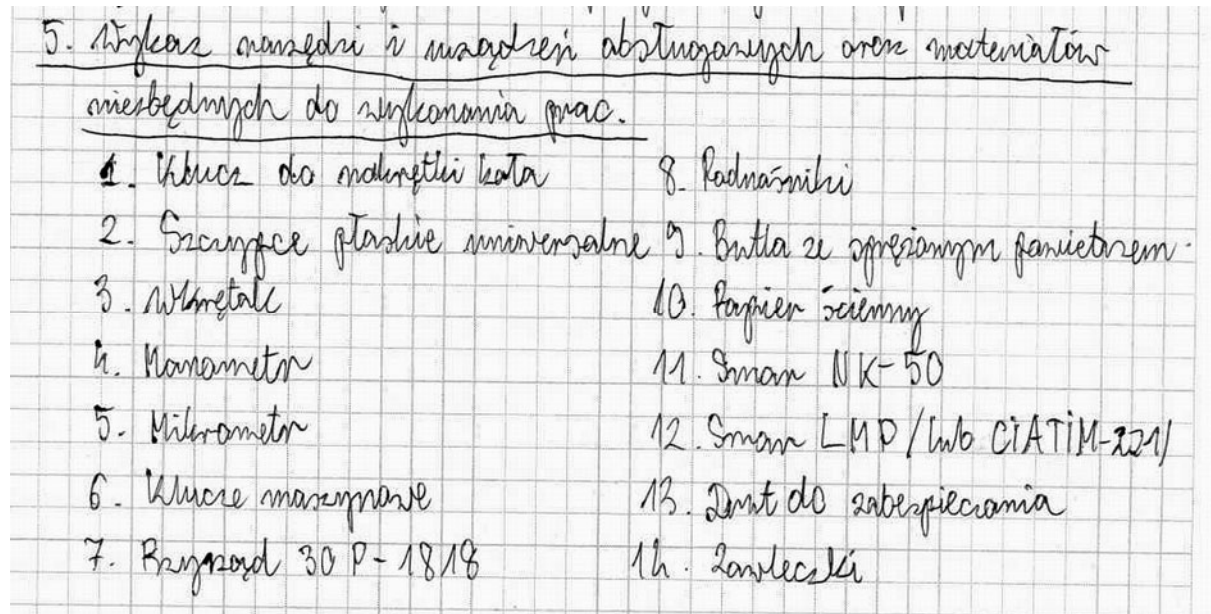 5. Wykaz narzędzi i urządzeń obsługowych oraz materiałów
niezbędnych do wykonania prac.
1. Klucz do nakrętki koła
2. Szczypce płaskie uniwersalne
3. Wkrętak
4. Manometr
5. Mikrometr
6. Klucze maszynowe
7. Przyrząd 30 P-1818
8. Podnośniki
9. Butla ze sprężonym powietrzem.
10. Papier ścienny
11. Smar NK-50
12. Smar LMP /lub CIATIM-221/
13. Drut do zabezpieczania
14. Zawleczki